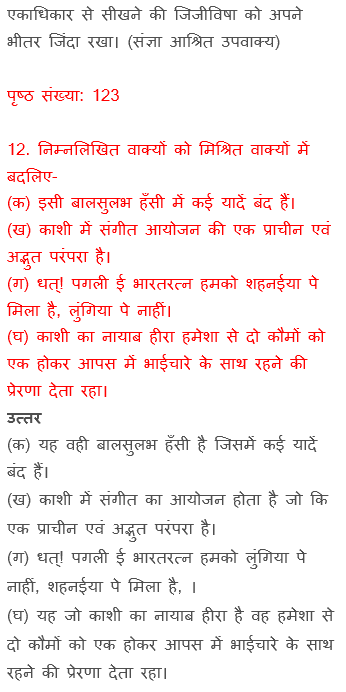 एकाधिकार से सीखने की जिजीविषा को अपने
भीतर जिंदा रखा। (संज्ञा आश्रित उपवाक्य)
पृष्ठ संख्या: 123
12. निम्नलिखित वाक्यों को मिश्रित वाक्यों में
बदलिए-
(क) इसी बालसुलभ हँसी में कई यादें बंद हैं।
(ख) काशी में संगीत आयोजन की एक प्राचीन एवं
अद्भुत परंपरा है।
(ग) धत्! पगली ई भारतरत्न हमको शहनईया पे
मिला है, लुंगिया पे नाहीं।
(घ) काशी का नायाब हीरा हमेशा से दो कौमों को
एक होकर आपस में भाईचारे के साथ रहने की
प्रेरणा देता रहा।
उत्तर
(क) यह वही बालसुलभ हँसी है जिसमें कई यादें
बंद हैं।
(ख) काशी में संगीत का आयोजन होता है जो कि
एक प्राचीन एवं अद्भुत परंपरा है।
(ग) धत्! पगली ई भारतरत्न हमको लुंगिया पे
नाहीं, शहनईया पे मिला है, ।
(घ) यह जो काशी का नायाब हीरा है वह हमेशा से
दो कौमों को एक होकर आपस में भाईचारे के साथ
रहने की प्रेरणा देता रहा।